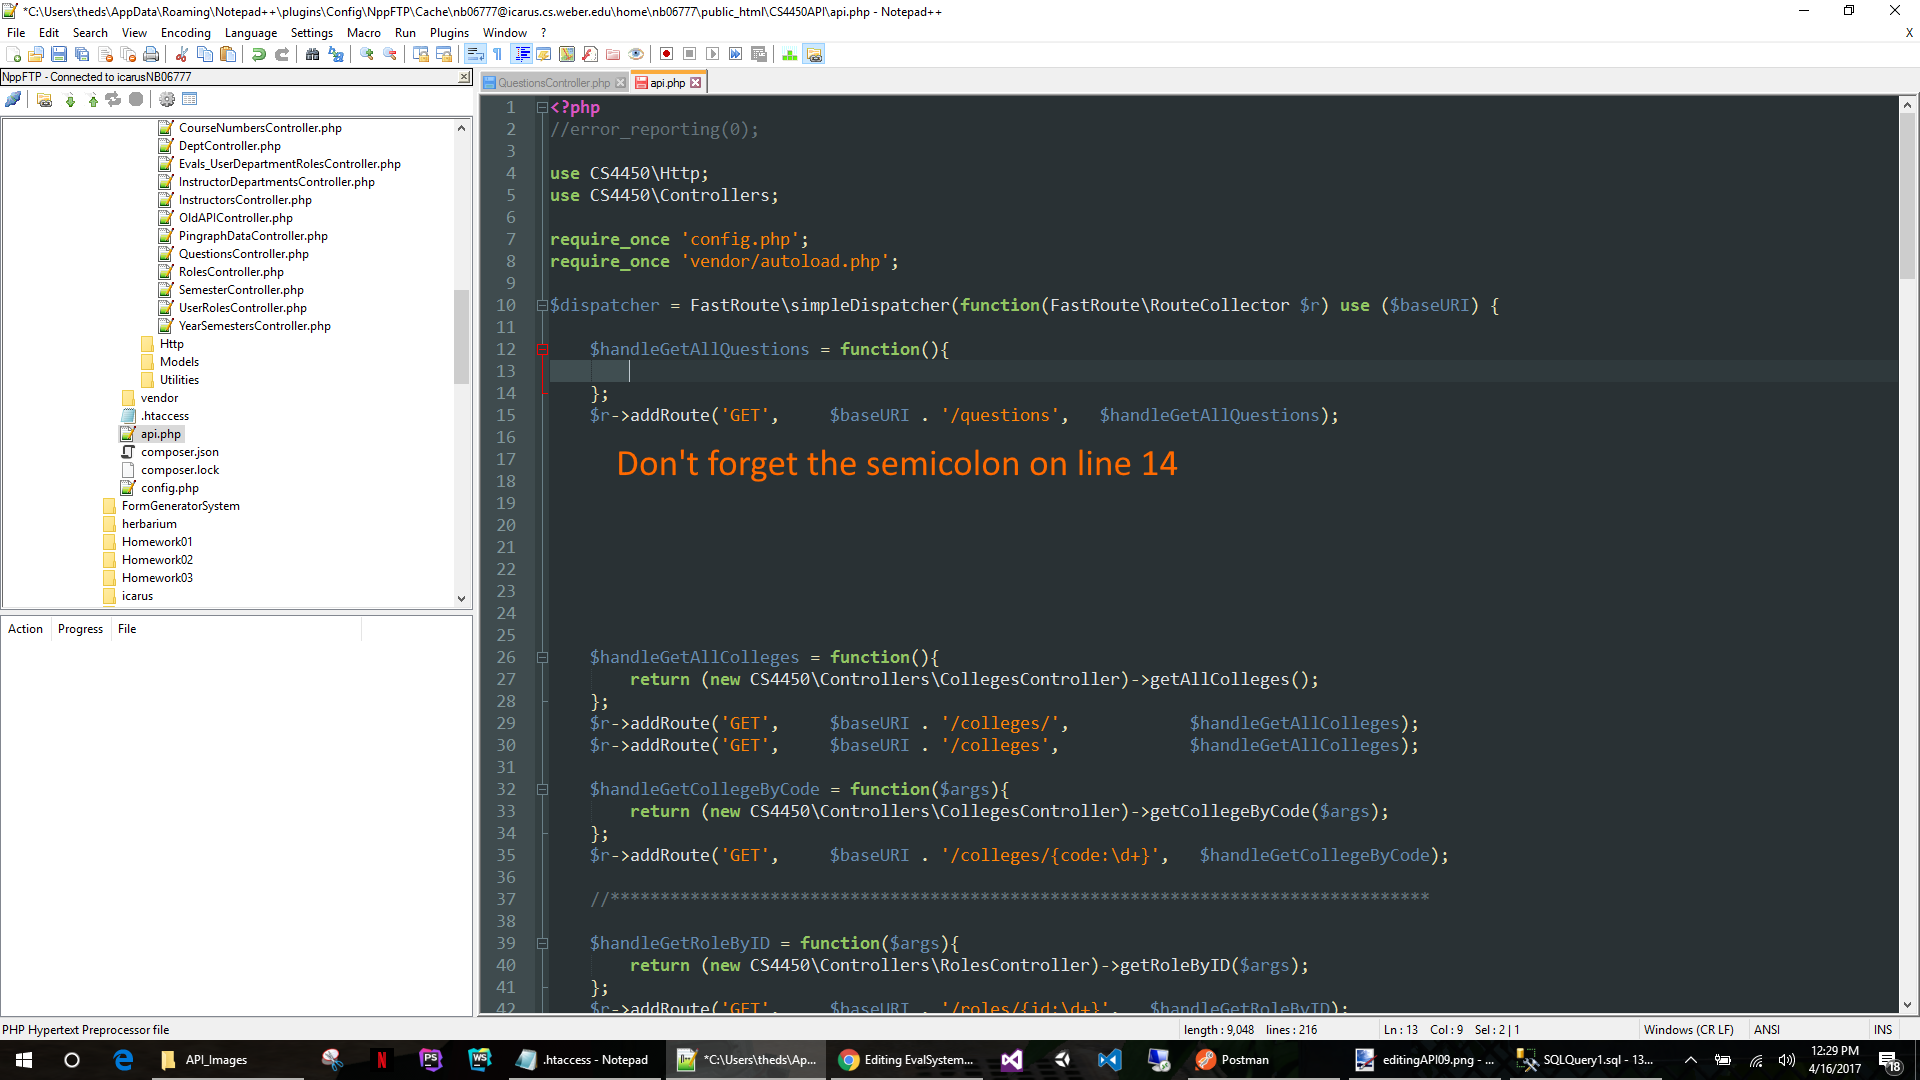 *C:\Users\theds\AppData\Roaming\Notepad++\plugins\Config\NppFTP\Cache\nb06777@icarus.cs.weber.edu\home\nb06777\public_html\CS4450API\api.php - Notepad++
File Edit Search View Encoding Language Settings Macro Run Plugins Window ? X
NppFTP - Connected to icarusNB06777
CourseNumbersController.php
DeptController.php
Evals_UserDepartmentRolesController.php
InstructorDepartmentsController.php
InstructorsController.php
OldAPIController.php
PingraphDataController.php
QuestionsController.php
RolesController.php
SemesterController.php
UserRolesController.php
YearSemestersController.php
Http
Models
Utilities
vendor
.htaccess
api.php
composer.json
composer.lock
config.php
FormGeneratorSystem
herbarium
Homework01
Homework02
Homework03
icarus
Action Progress File
QuestionsController.php api.php
1 <?php
2 //error_reporting(0);
3
4 use CS4450\Http;
5 use CS4450\Controllers;
6
7 require_once 'config.php';
8 require_once 'vendor/autoload.php';
9
10 $dispatcher = FastRoute\simpleDispatcher(function(FastRoute\RouteCollector $r) use ($baseURI) {
11
12 $handleGetAllQuestions = function(){
13
14 };
15 $r->addRoute('GET', $baseURI . '/questions', $handleGetAllQuestions);
16
17
Don't forget the semicolon on line 14
18
19
20
21
22
23
24
25
26 $handleGetAllColleges = function(){
27 return (new CS4450\Controllers\CollegesController)->getAllColleges();
28 };
29 $r->addRoute('GET', $baseURI . '/colleges/', $handleGetAllColleges);
30 $r->addRoute('GET', $baseURI . '/colleges', $handleGetAllColleges);
31
32 $handleGetCollegeByCode = function($args){
33 return (new CS4450\Controllers\CollegesController)->getCollegeByCode($args);
34 };
35 $r->addRoute('GET', $baseURI . '/colleges/{code:\d+}', $handleGetCollegeByCode);
36
37 //**********************************************************************************
38
39 $handleGetRoleByID = function($args){
40 return (new CS4450\Controllers\RolesController)->getRoleByID($args);
41 };
42 $r->addRoute('GET', $baseURI . '/roles/{id:\d+}', $handleGetRoleByID);
PHP Hypertext Preprocessor file length : 9,048 lines : 216 Ln : 13 Col : 9 Sel : 2 | 1 Windows (CR LF) ANSI INS
API_Images .htaccess - Notepad *C:\Users\theds\Ap... Editing EvalSystem... Postman editingAPI09.png - ... SQLQuery1.sql - 13... 12:29 PM
4/16/2017 18